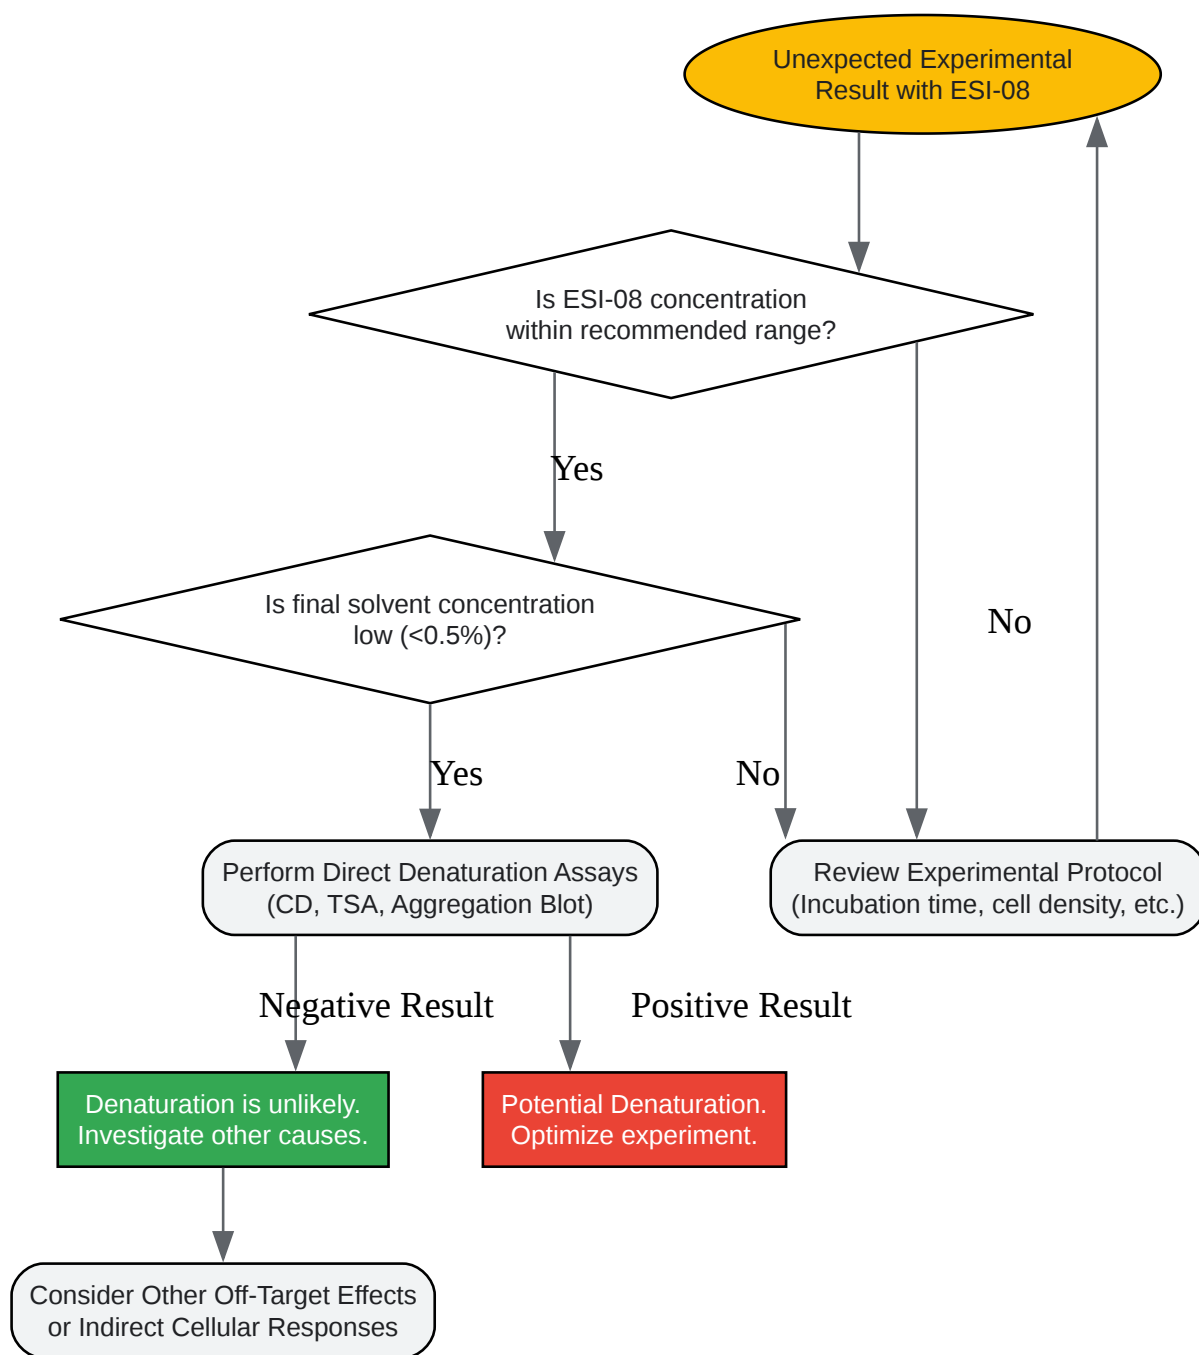 Unexpected Experimental
Result with ESI-08
Is ESI-08 concentration
within recommended range?
Yes
No
Is final solvent concentration
low (<0.5%)?
Yes
No
Perform Direct Denaturation Assays
(CD, TSA, Aggregation Blot)
Review Experimental Protocol
(Incubation time, cell density, etc.)
Negative Result
Positive Result
Denaturation is unlikely.
Investigate other causes.
Potential Denaturation.
Optimize experiment.
Consider Other Off-Target Effects
or Indirect Cellular Responses